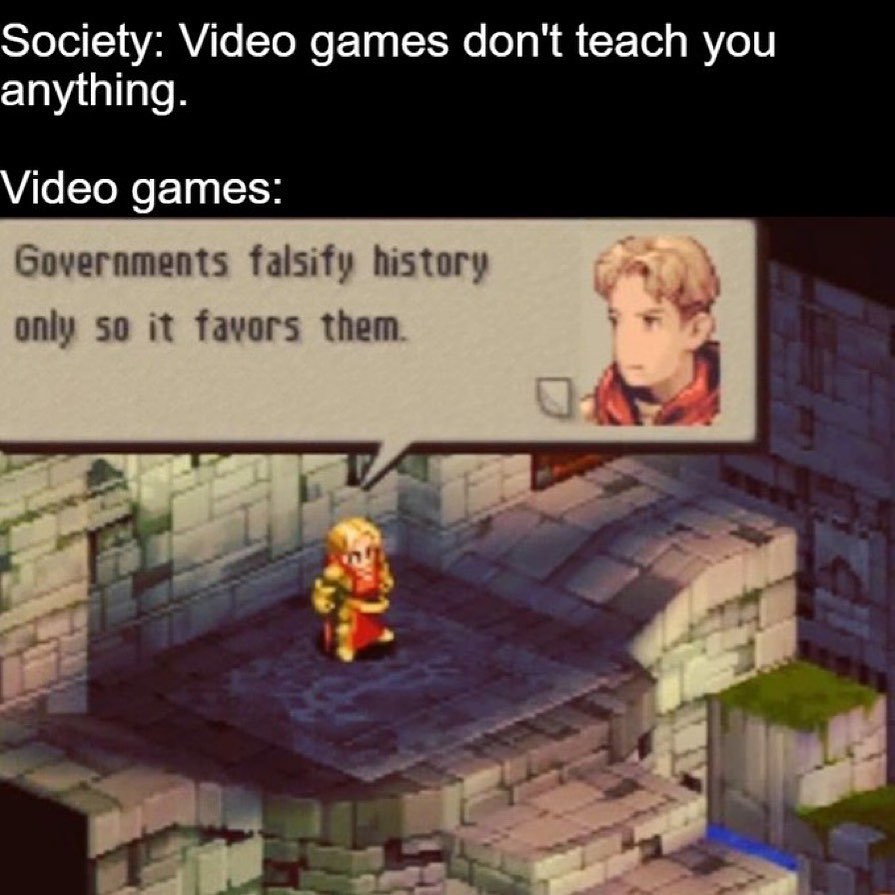 Society: Video games don't teach you
anything.
Video games:
Governments falsify history
only so it favors them.